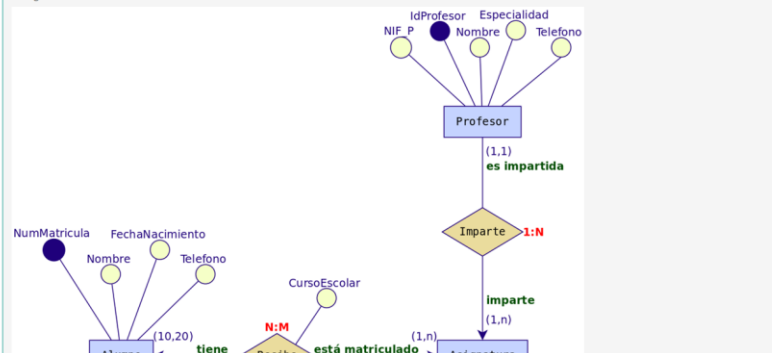 IdProfesor
Especialidad
NIF_P
Nombre
Telefono
Profesor
(1,1)
es impartida
Imparte
1:N
NumMatricula
FechaNacimiento
Nombre
Telefono
CursoEscolar
imparte
(1,n)
N:M
(10,20)
(1,n)
tiene
está matriculado